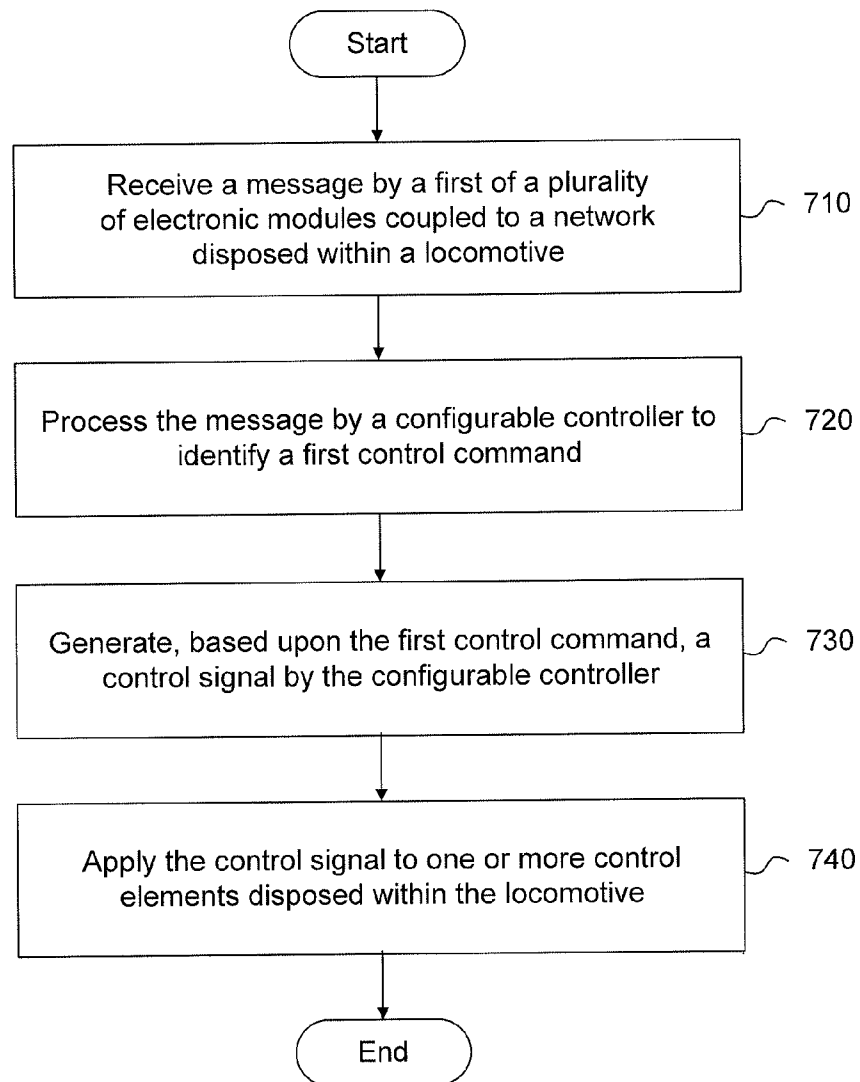 Start
Receive a message by a first of a plurality
of electronic modules coupled to a network
disposed within a locomotive
710
Process the message by a configurable controller to
identify a first control command
720
Generate, based upon the first control command, a
control signal by the configurable controller
730
Apply the control signal to one or more control
elements disposed within the locomotive
740
End